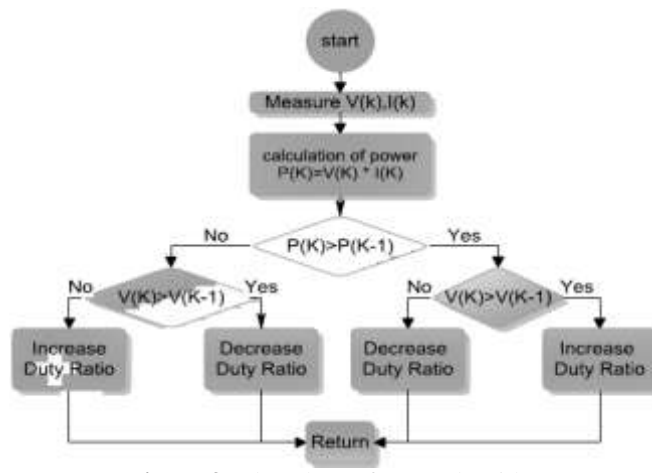 start
Measure V(k),I(k)
calculation of power
P(K)=V(K) * I(K)
No
P(K)>P(K-1)
Yes
No
V(K)>V(K-1)
Yes
No
V(K)>V(K-1)
Yes
Increase
Duty Ratio
Decrease
Duty Ratio
Decrease
Duty Ratio
Increase
Duty Ratio
Return